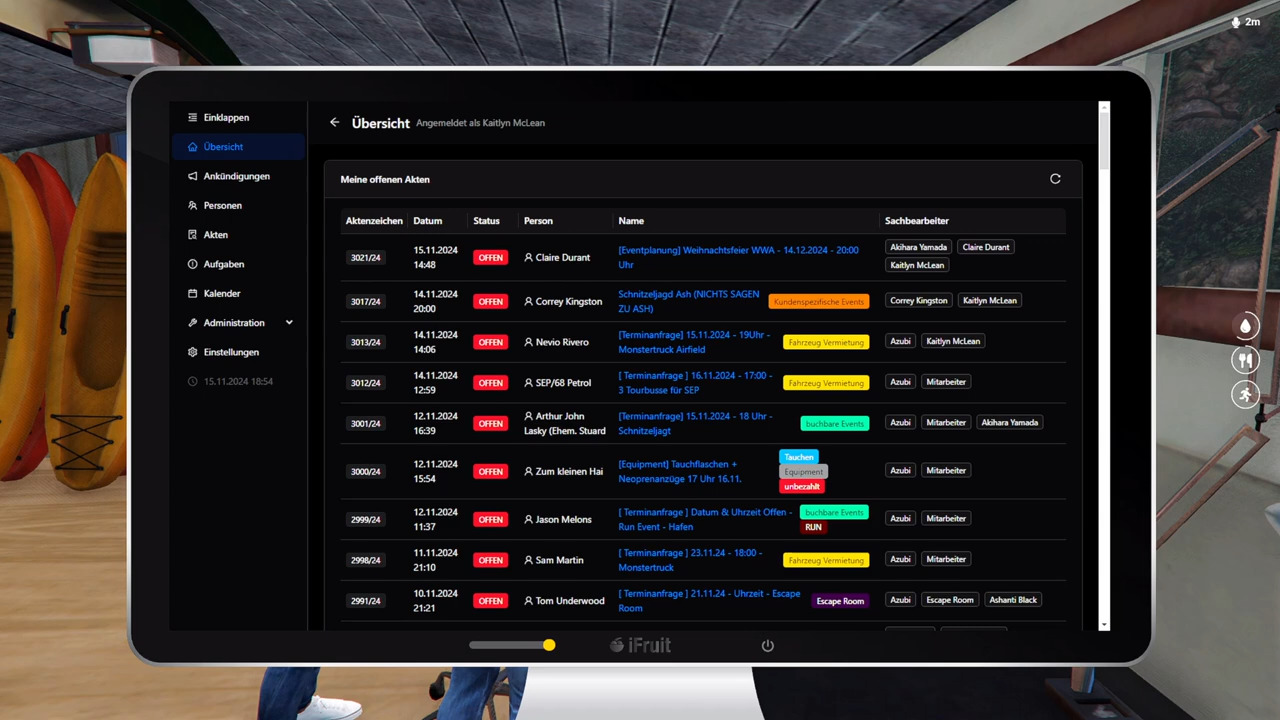 2m
Einklappen
Übersicht
Ankündigungen
Personen
Akten
Aufgaben
Kalender
Administration
Einstellungen
15.11.2024 18:54
Übersicht Angemeldet als Kaitlyn McLean
Meine offenen Akten
Aktenzeichen Datum Status Person Name Sachbearbeiter
3021/24 15.11.2024 14:48 OFFEN Claire Durant [Eventplanung] Weihnachtsfeier WWA - 14.12.2024 - 20:00 Uhr Akihara Yamada Claire Durant Kaitlyn McLean
3017/24 14.11.2024 20:00 OFFEN Correy Kingston Schnitzeljagd Ash (NICHTS SAGEN ZU ASH) Kundenspezifische Events Correy Kingston Kaitlyn McLean
3013/24 14.11.2024 14:06 OFFEN Nevio Rivero [Terminanfrage] 15.11.2024 - 19Uhr - Monstertruck Airfield Fahrzeug Vermietung Azubi Kaitlyn McLean
3012/24 14.11.2024 12:59 OFFEN SEP/68 Petrol [ Terminanfrage ] 16.11.2024 - 17:00 - 3 Tourbusse für SEP Fahrzeug Vermietung Azubi Mitarbeiter
3001/24 12.11.2024 16:39 OFFEN Arthur John Lasky (Ehem. Stuard [Terminanfrage] 15.11.2024 - 18 Uhr - Schnitzeljagt buchbare Events Azubi Mitarbeiter Akihara Yamada
3000/24 12.11.2024 15:54 OFFEN Zum kleinen Hai [Equipment] Tauchflaschen + Neoprenanzüge 17 Uhr 16.11. Tauchen Equipment unbezahlt Azubi Mitarbeiter
2999/24 12.11.2024 11:37 OFFEN Jason Melons [ Terminanfrage ] Datum & Uhrzeit Offen - Run Event - Hafen buchbare Events RUN Azubi Mitarbeiter
2998/24 11.11.2024 21:10 OFFEN Sam Martin [ Terminanfrage ] 23.11.24 - 18:00 - Monstertruck Fahrzeug Vermietung Azubi Mitarbeiter
2991/24 10.11.2024 21:21 OFFEN Tom Underwood [ Terminanfrage ] 21.11.24 - Uhrzeit - Escape Room Escape Room Azubi Escape Room Ashanti Black
iFruit